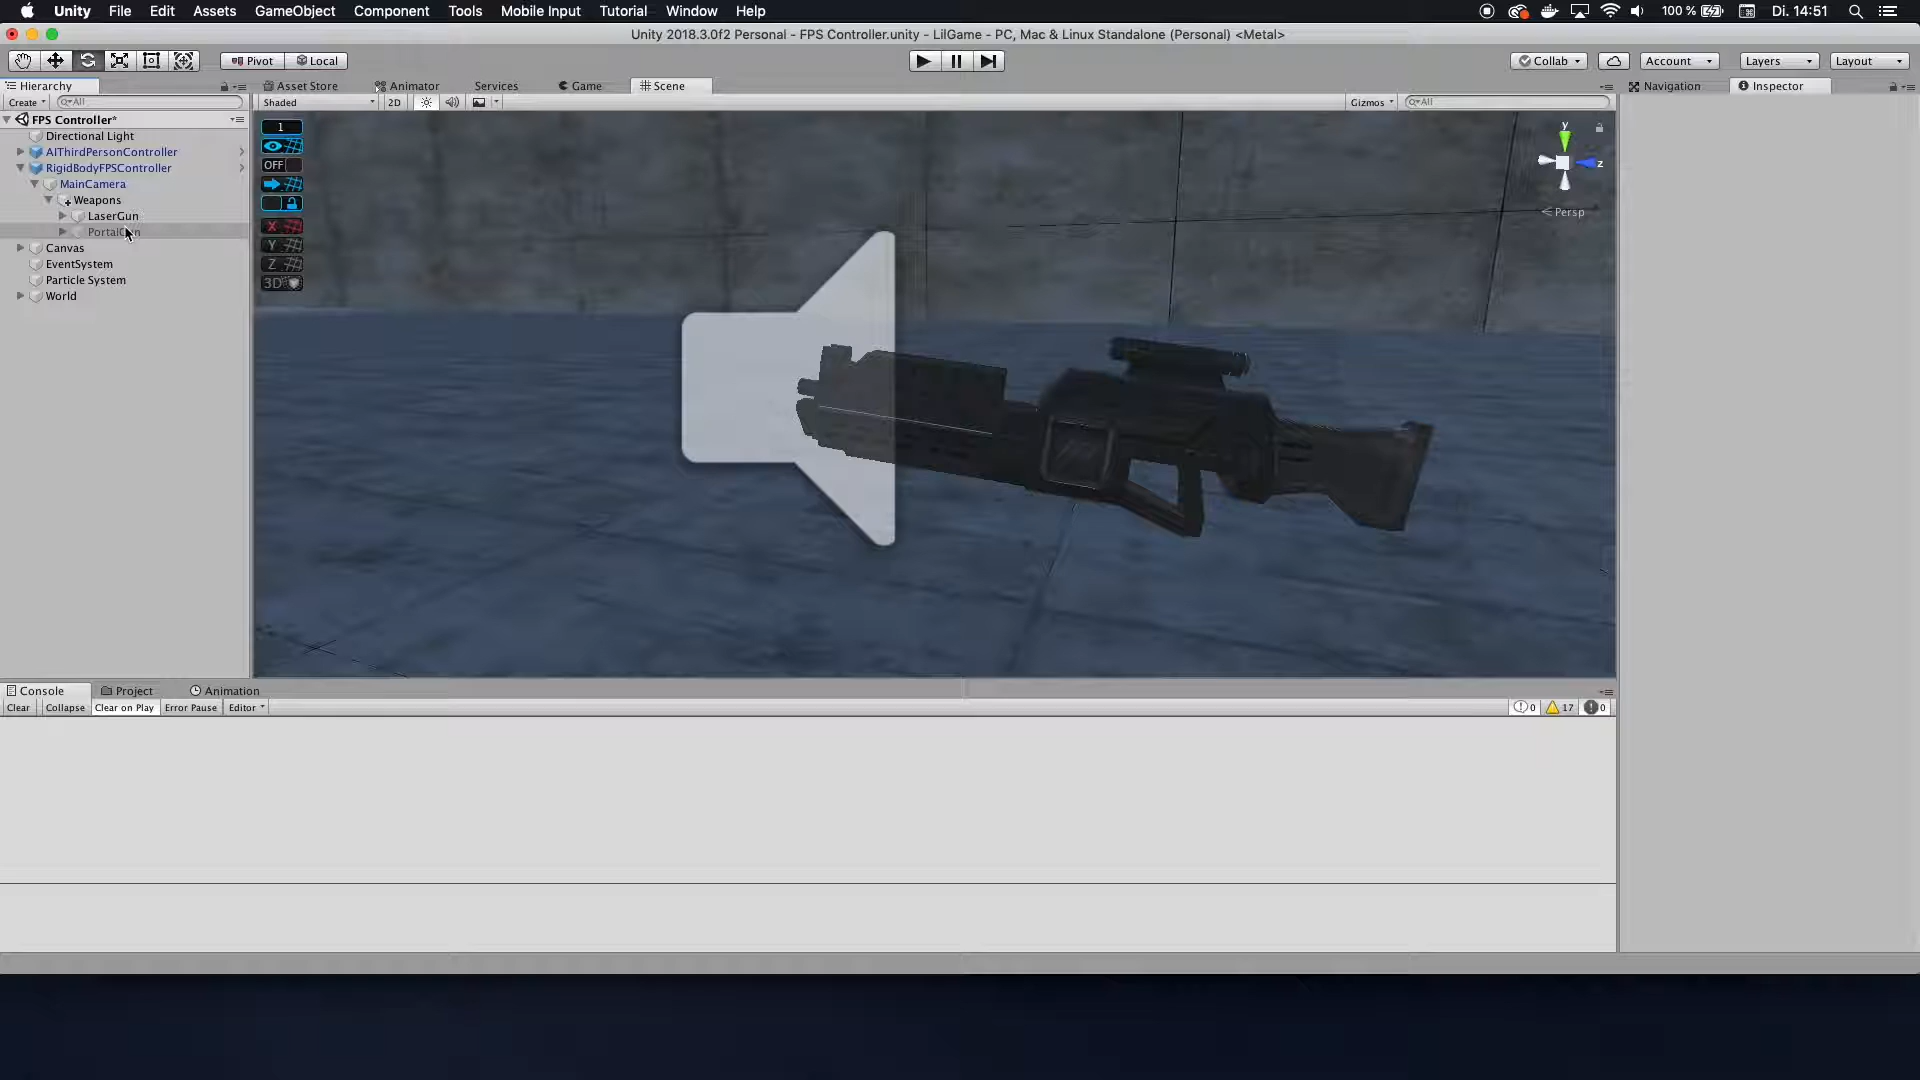 Unity File Edit Assets GameObject Component Tools Mobile Input Tutorial Window Help 100 % Di. 14:51
Unity 2018.3.0f2 Personal - FPS Controller.unity - LilGame - PC, Mac & Linux Standalone (Personal) <Metal>
Pivot Local Collab Account Layers Layout
Hierarchy Asset Store Animator Services Game Scene Navigation Inspector
Create All Shaded 2D Gizmos All
FPS Controller*
Directional Light
AIThirdPersonController
RigidBodyFPSController
MainCamera
Weapons
LaserGun
Canvas
EventSystem
Particle System
World
1
OFF
X
Y
Z
3D
y
z
Persp
Console Project Animation
Clear Collapse Clear on Play Error Pause Editor 0 17 0